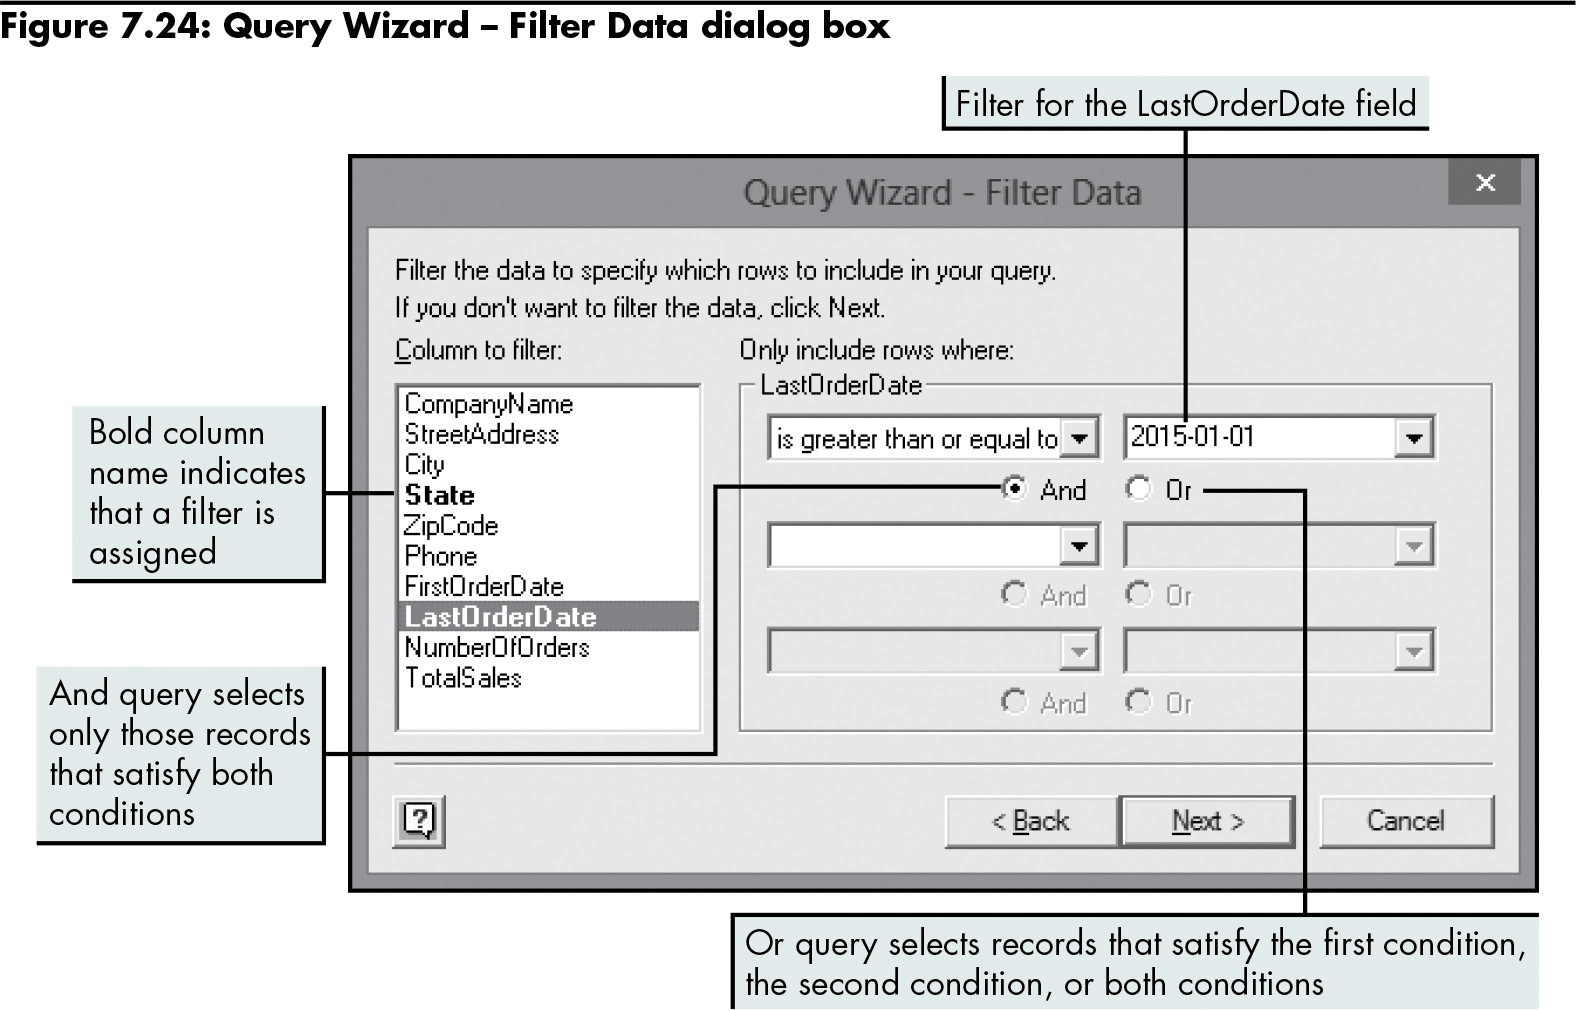 Figure 7.24: Query Wizard – Filter Data dialog box
Filter for the LastOrderDate field
Query Wizard - Filter Data
Filter the data to specify which rows to include in your query.
If you don't want to filter the data, click Next.
Column to filter:
Only include rows where:
CompanyName
StreetAddress
City
State
ZipCode
Phone
FirstOrderDate
LastOrderDate
NumberOfOrders
TotalSales
LastOrderDate
is greater than or equal to
2015-01-01
And
Or
And
Or
And
Or
< Back
Next >
Cancel
Bold column
name indicates
that a filter is
assigned
And query selects
only those records
that satisfy both
conditions
Or query selects records that satisfy the first condition,
the second condition, or both conditions